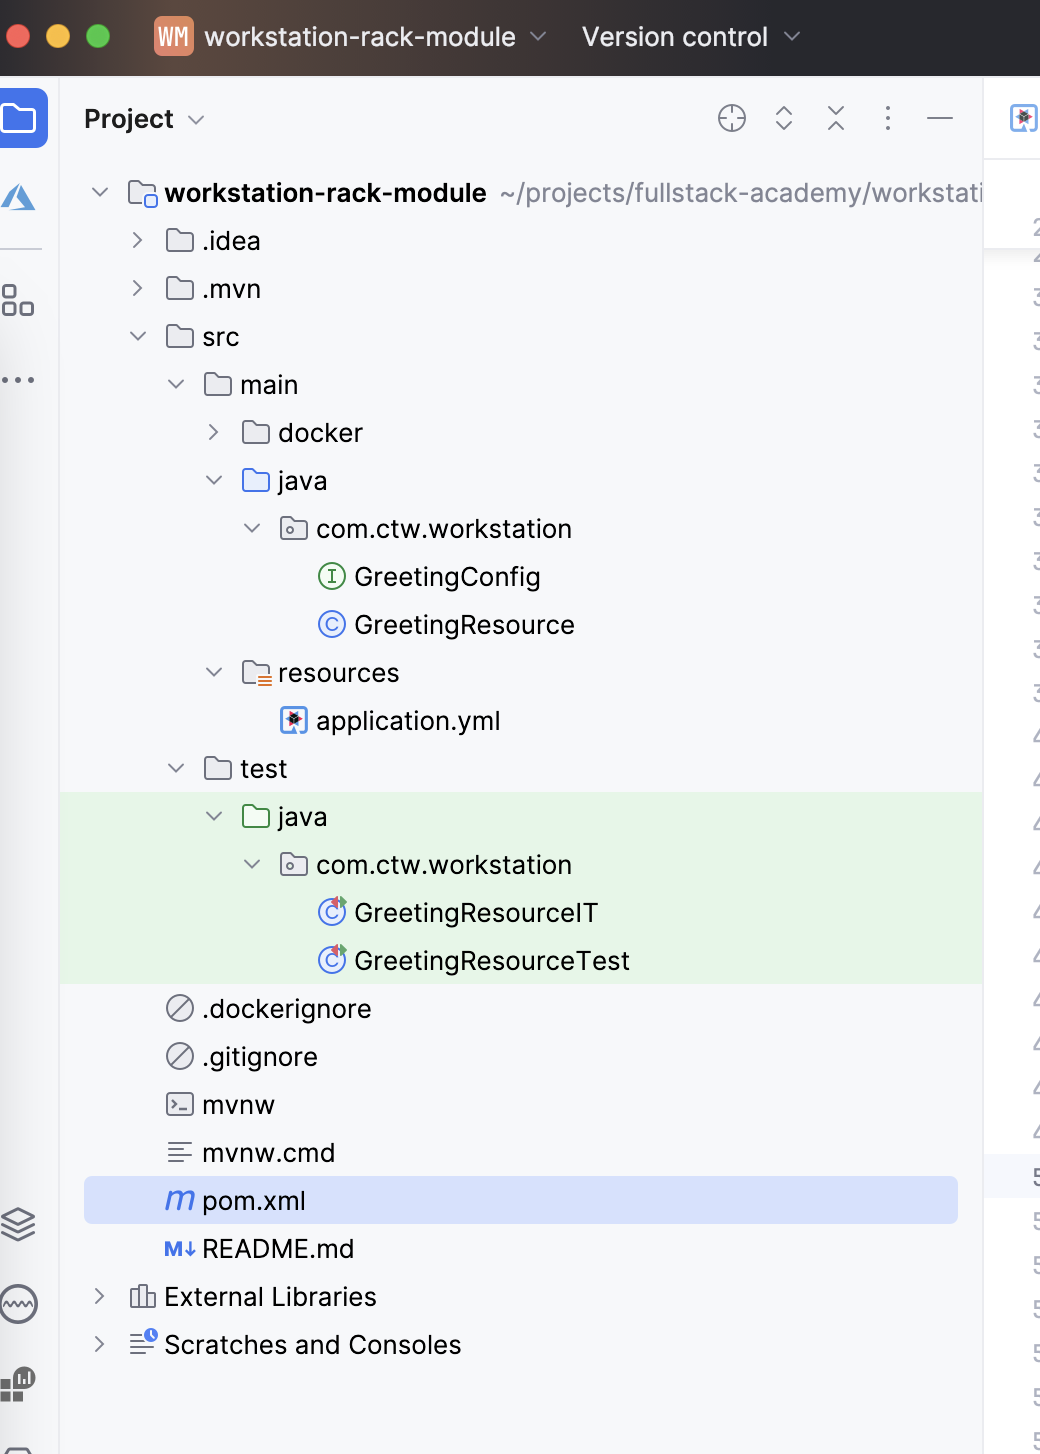 WM workstation-rack-module Version control
Project
workstation-rack-module ~/projects/fullstack-academy/workstati
.idea
.mvn
src
main
docker
java
com.ctw.workstation
GreetingConfig
GreetingResource
resources
application.yml
test
java
com.ctw.workstation
GreetingResourceIT
GreetingResourceTest
.dockerignore
.gitignore
mvnw
mvnw.cmd
pom.xml
README.md
External Libraries
Scratches and Consoles